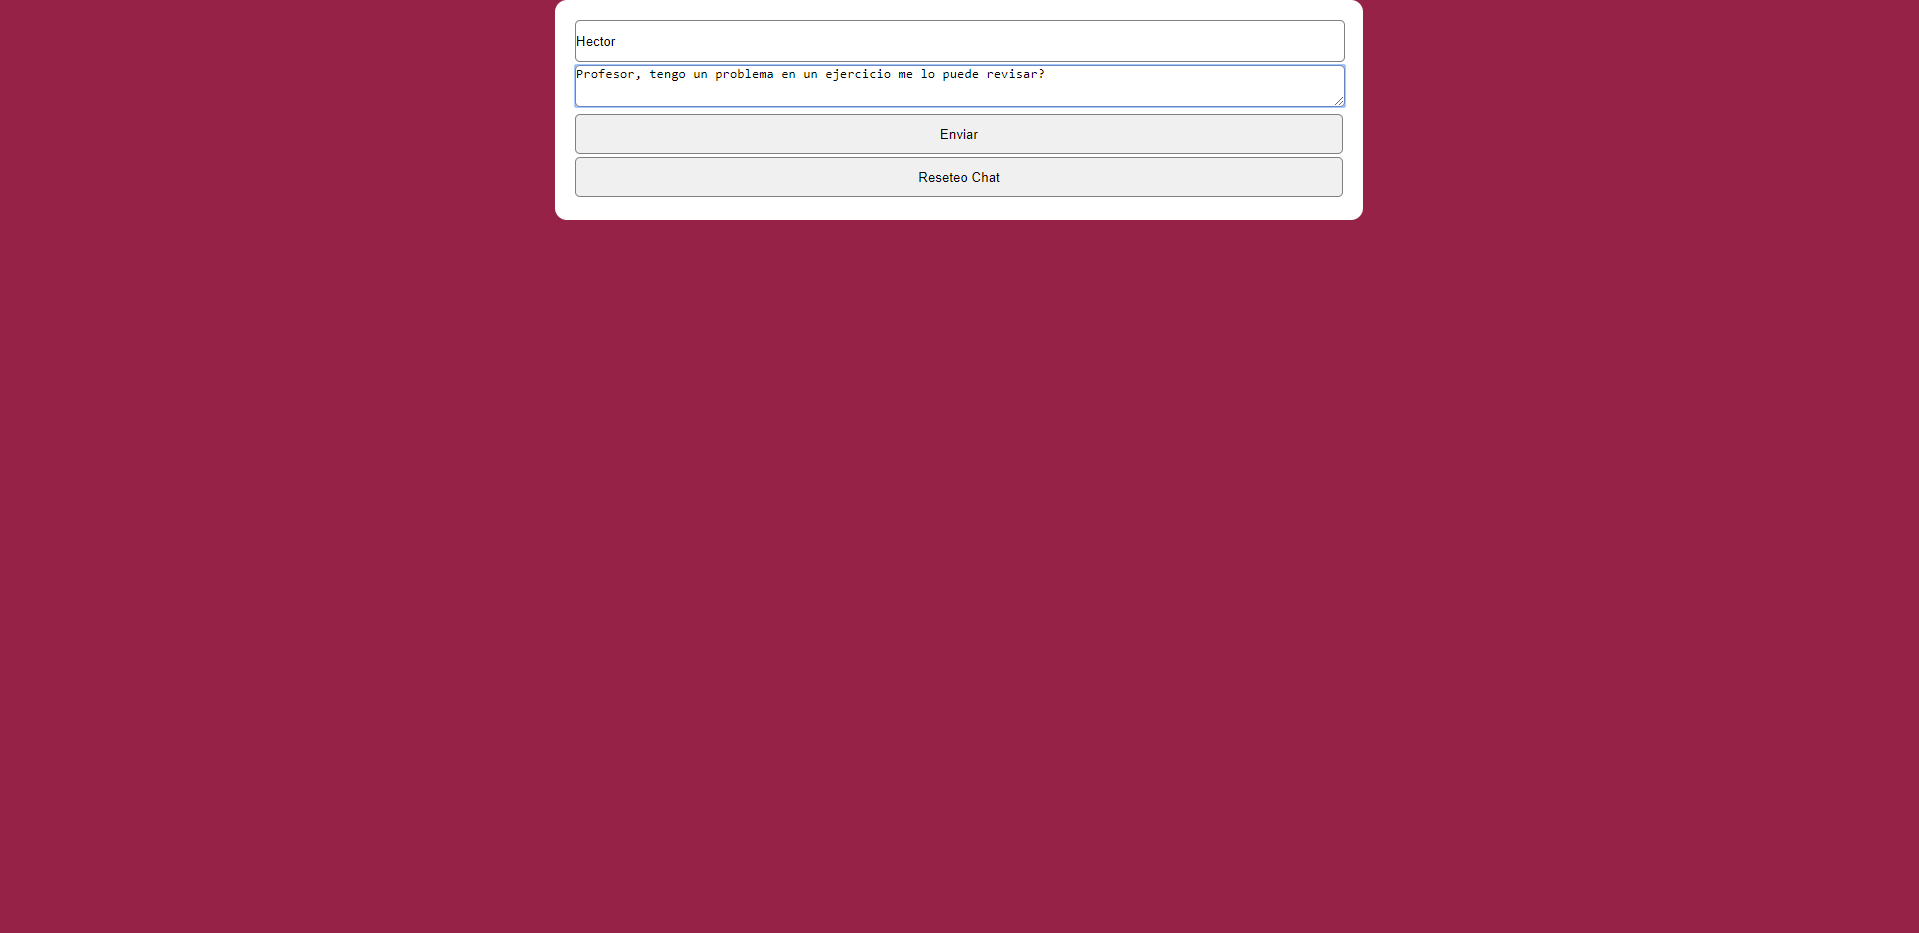 Hector
Profesor, tengo un problema en un ejercicio me lo puede revisar?
Enviar
Reseteo Chat